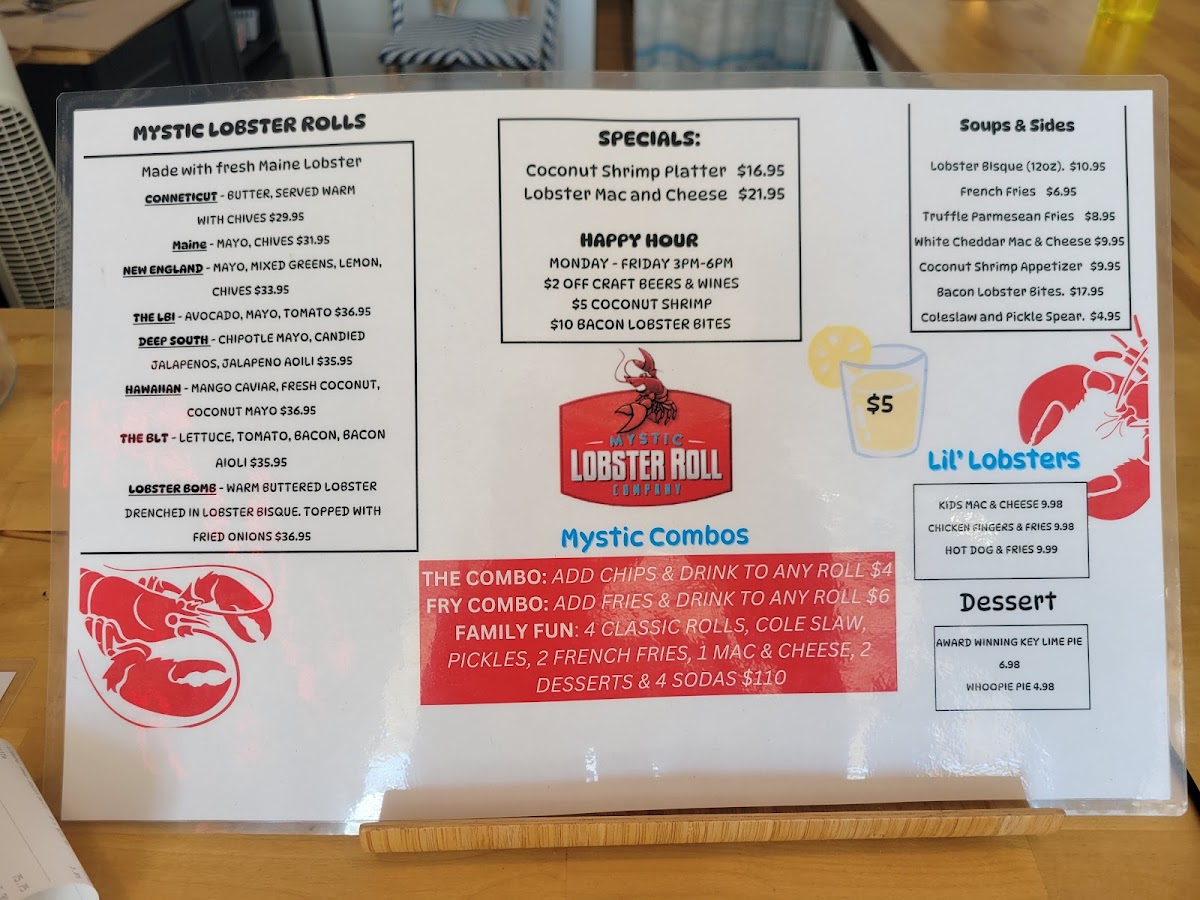 MYSTIC LOBSTER ROLLS
Made with fresh Maine Lobster
CONNETICUT - BUTTER, SERVED WARM
WITH CHIVES $29.95
Maine - MAYO, CHIVES $31.95
NEW ENGLAND - MAYO, MIXED GREENS, LEMON,
CHIVES $33.95
THE LBI - AVOCADO, MAYO, TOMATO $36.95
DEEP SOUTH - CHIPOTLE MAYO, CANDIED
JALAPENOS, JALAPENO AOILI $35.95
HAWAIIAN - MANGO CAVIAR, FRESH COCONUT,
COCONUT MAYO $36.95
THE BLT - LETTUCE, TOMATO, BACON, BACON
AIOLI $35.95
LOBSTER BOMB - WARM BUTTERED LOBSTER
DRENCHED IN LOBSTER BISQUE. TOPPED WITH
FRIED ONIONS $36.95
SPECIALS:
Coconut Shrimp Platter $16.95
Lobster Mac and Cheese $21.95
HAPPY HOUR
MONDAY - FRIDAY 3PM-6PM
$2 OFF CRAFT BEERS & WINES
$5 COCONUT SHRIMP
$10 BACON LOBSTER BITES
MYSTIC
LOBSTER ROLL
COMPANY
Mystic Combos
THE COMBO: ADD CHIPS & DRINK TO ANY ROLL $4
FRY COMBO: ADD FRIES & DRINK TO ANY ROLL $6
FAMILY FUN: 4 CLASSIC ROLLS, COLE SLAW,
PICKLES, 2 FRENCH FRIES, 1 MAC & CHEESE, 2
DESSERTS & 4 SODAS $110
Soups & Sides
Lobster Bisque (12oz). $10.95
French Fries $6.95
Truffle Parmesean Fries $8.95
White Cheddar Mac & Cheese $9.95
Coconut Shrimp Appetizer $9.95
Bacon Lobster Bites. $17.95
Coleslaw and Pickle Spear. $4.95
$5
Lil' Lobsters
KIDS MAC & CHEESE 9.98
CHICKEN FINGERS & FRIES 9.98
HOT DOG & FRIES 9.99
Dessert
AWARD WINNING KEY LIME PIE
6.98
WHOOPIE PIE 4.98